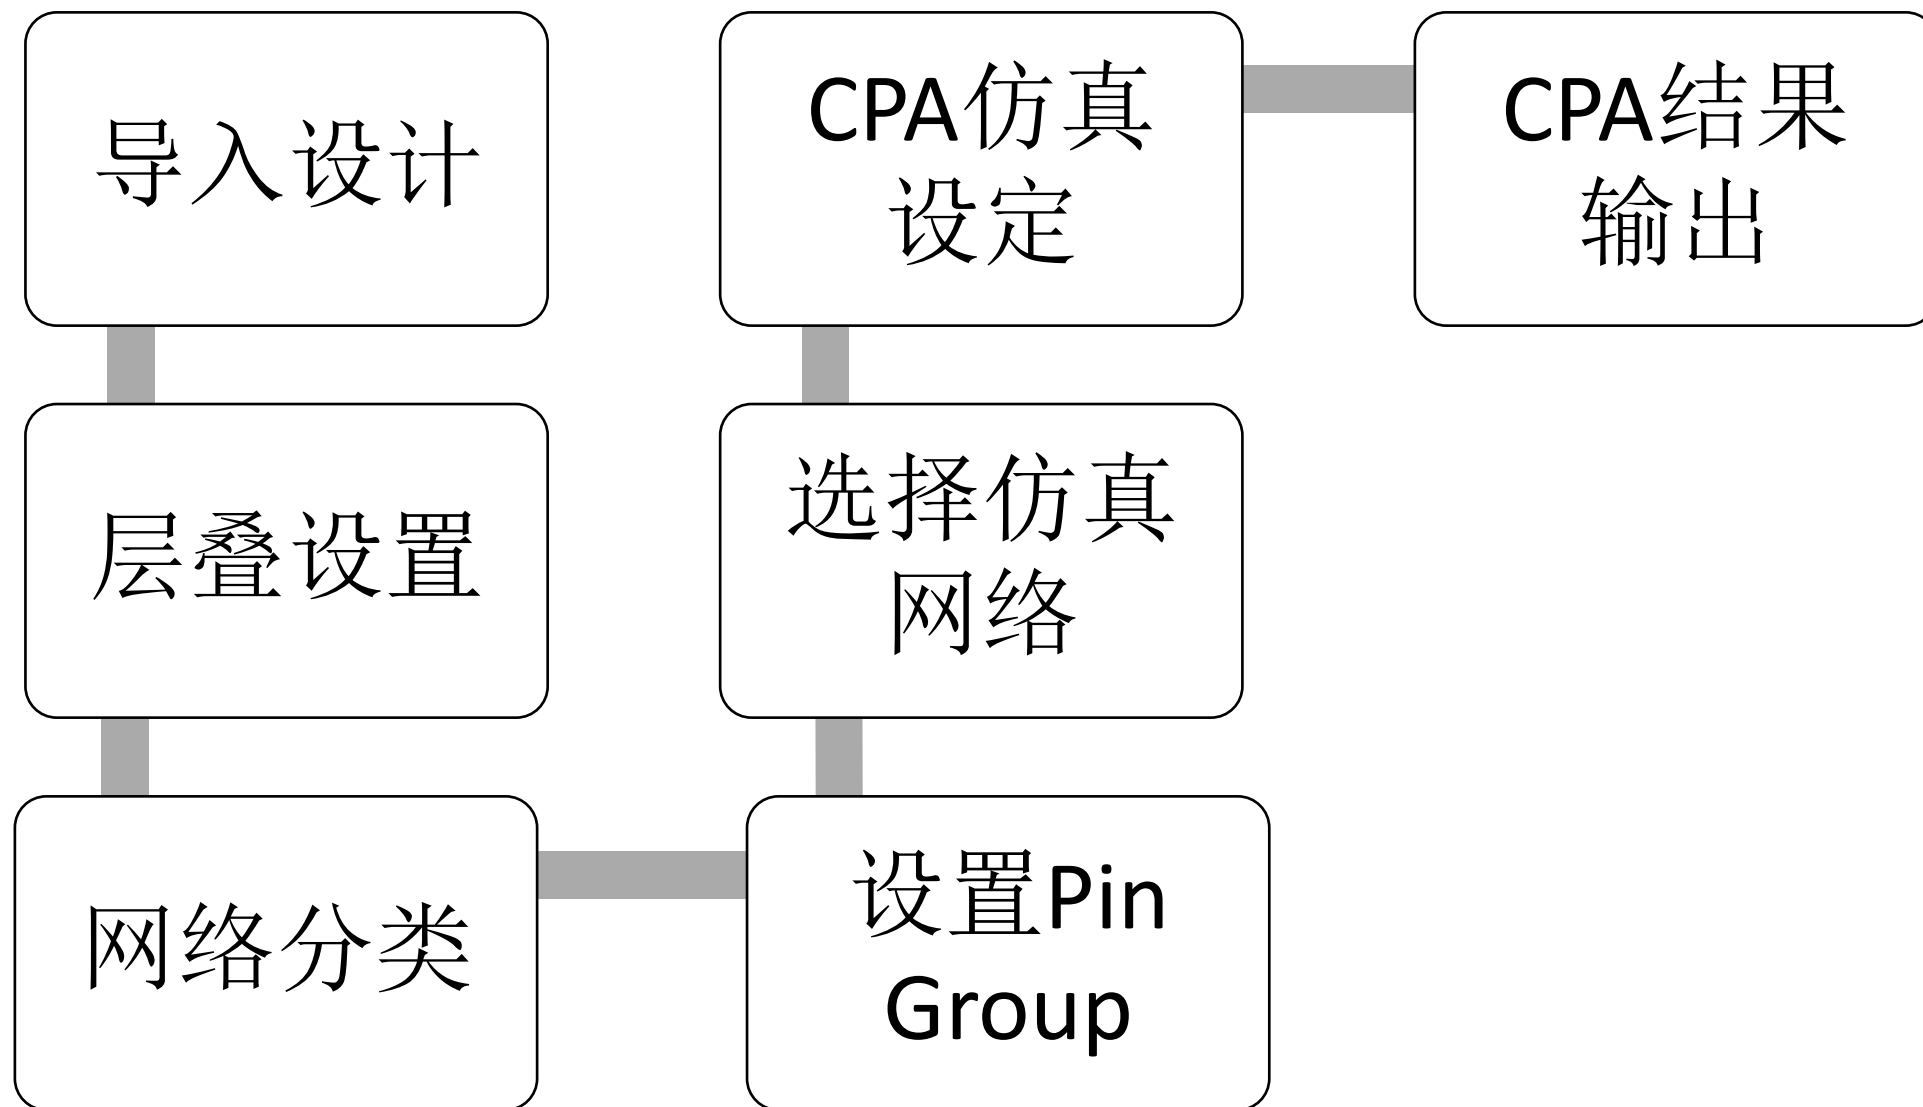 导入设计
层叠设置
网络分类
设置Pin
Group
选择仿真
网络
CPA仿真
设定
CPA结果
输出